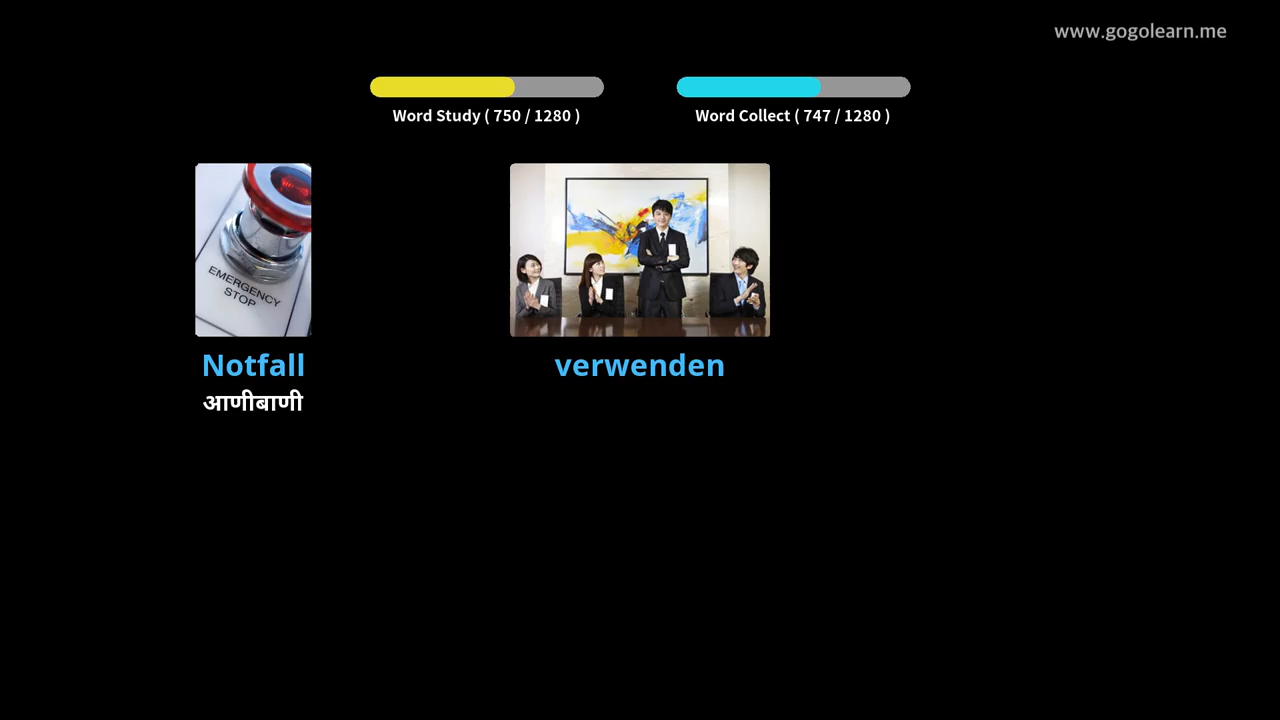 www.gogolearn.me
Word Study ( 750 / 1280 )
Word Collect ( 747 / 1280 )
EMERGENCY
STOP
Notfall
verwenden
आणीबाणी